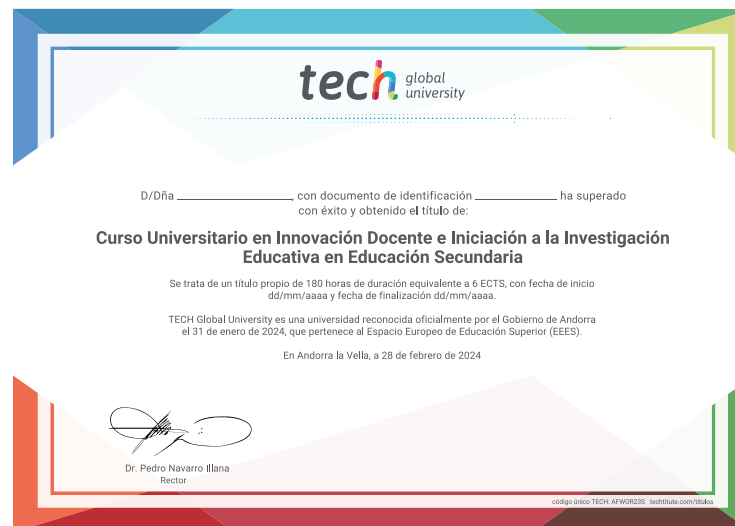 tech global university
D/Dña ______________, con documento de identificación __________ ha superado
con éxito y obtenido el título de:
Curso Universitario en Innovación Docente e Iniciación a la Investigación
Educativa en Educación Secundaria
Se trata de un título propio de 180 horas de duración equivalente a 6 ECTS, con fecha de inicio
dd/mm/aaaa y fecha de finalización dd/mm/aaaa.
TECH Global University es una universidad reconocida oficialmente por el Gobierno de Andorra
el 31 de enero de 2024, que pertenece al Espacio Europeo de Educación Superior (EEES).
En Andorra la Vella, a 28 de febrero de 2024
Dr. Pedro Navarro Illana
Rector
código único TECH: AFWOR23S techtitute.com/titulos